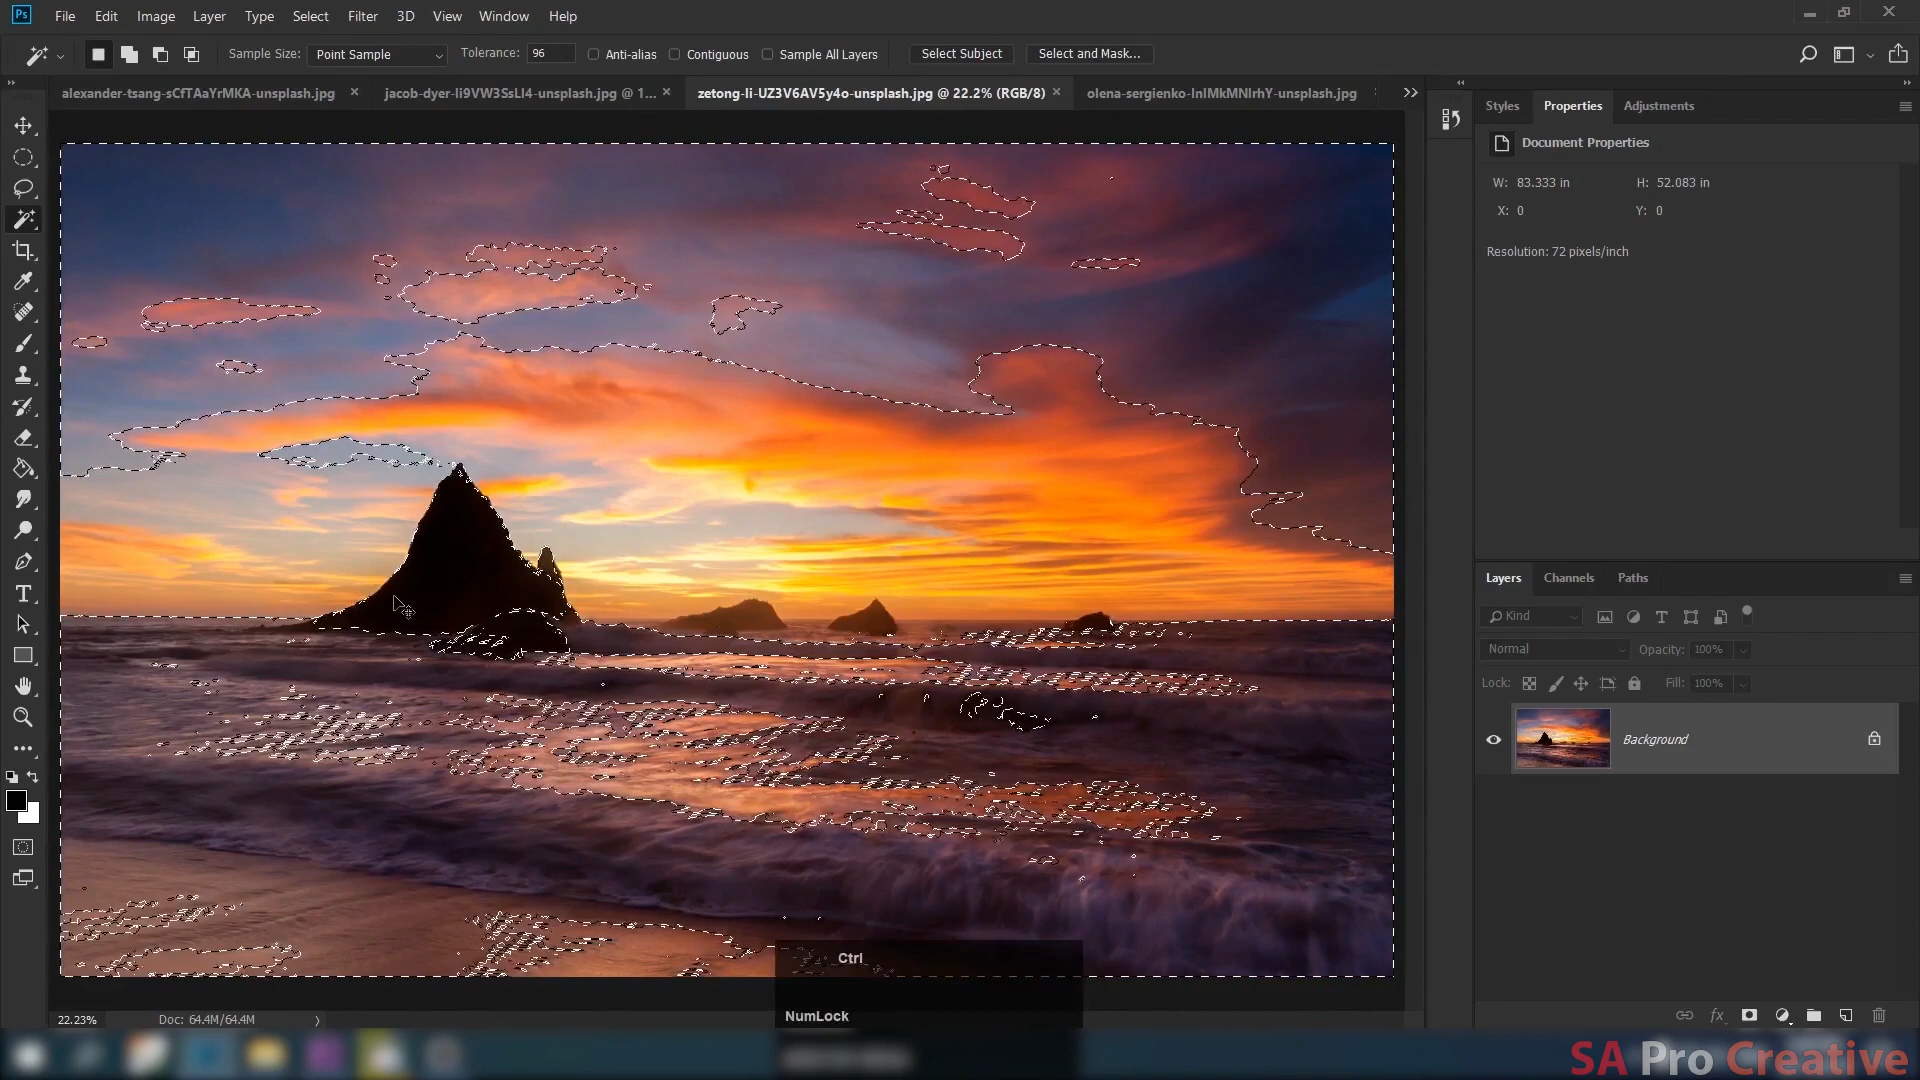 Ps File Edit Image Layer Type Select Filter 3D View Window Help
Sample Size: Point Sample Tolerance: 96 Anti-alias Contiguous Sample All Layers Select Subject Select and Mask...
alexander-tsang-sCfTAaYrMKA-unsplash.jpg × jacob-dyer-li9VW3SsLI4-unsplash.jpg @ 1... × zetong-li-UZ3V6AV5y4o-unsplash.jpg @ 22.2% (RGB/8) × olena-sergienko-InIMkMNIrhY-unsplash.jpg
Styles Properties Adjustments
Document Properties
W: 83.333 in H: 52.083 in
X: 0 Y: 0
Resolution: 72 pixels/inch
Layers Channels Paths
Kind
Normal Opacity: 100%
Lock: Fill: 100%
Background
Ctrl
NumLock
22.23% Doc: 64.4M/64.4M
fx
SA Pro Creative